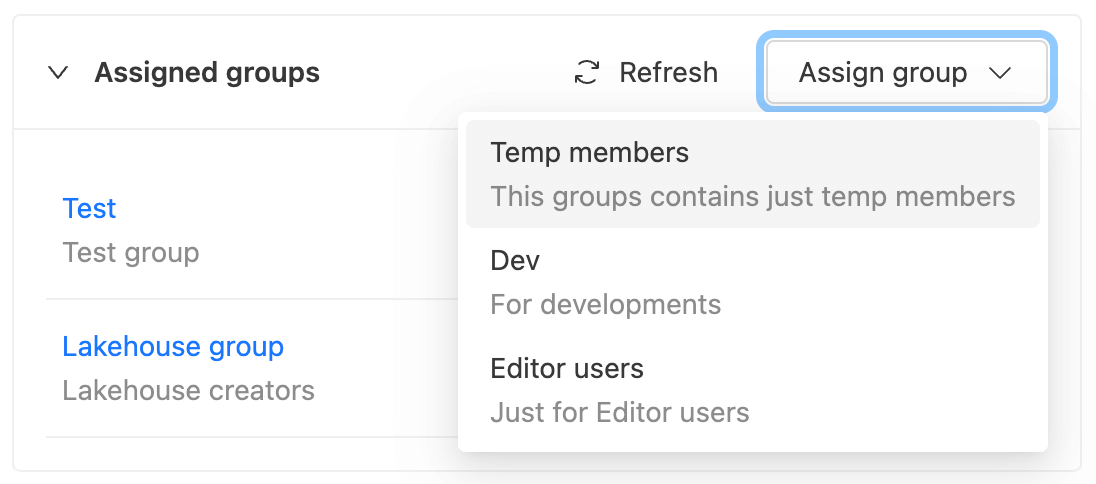 Assigned groups
Refresh
Assign group
Temp members
This groups contains just temp members
Dev
For developments
Editor users
Just for Editor users
Test
Test group
Lakehouse group
Lakehouse creators